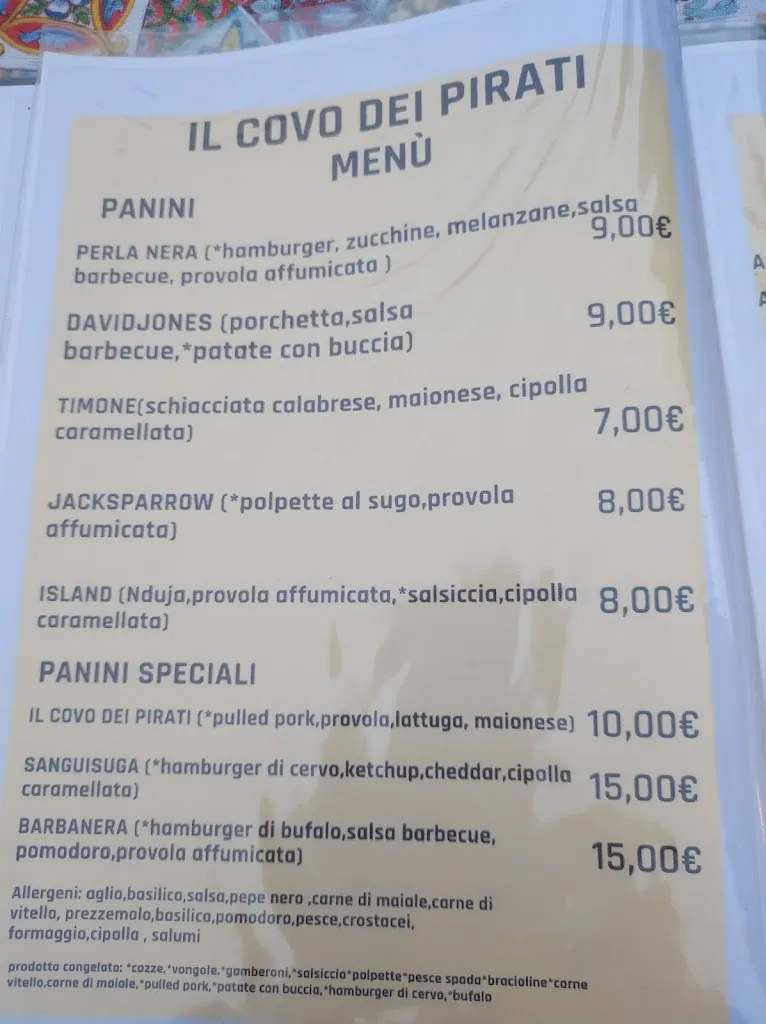 IL COVO DEI PIRATI
MENÙ
PANINI
PERLA NERA (*hamburger, zucchine, melanzane,salsa
barbecue, provola affumicata )
9,00€
DAVIDJONES (porchetta,salsa
barbecue,*patate con buccia)
9,00€
TIMONE(schiacciata calabrese, maionese, cipolla
caramellata)
7,00€
JACKSPARROW (*polpette al sugo,provola
affumicata)
8,00€
ISLAND (Nduja,provola affumicata,*salsiccia,cipolla
caramellata)
8,00€
PANINI SPECIALI
IL COVO DEI PIRATI (*pulled pork,provola,lattuga, maionese) 10,00€
SANGUISUGA (*hamburger di cervo,ketchup,cheddar,cipolla
caramellata)
15,00€
BARBANERA (*hamburger di bufalo,salsa barbecue,
pomodoro,provola affumicata)
15,00€
Allergeni: aglio,basilico,salsa,pepe nero ,carne di maiale,carne di
vitello, prezzemolo,basilico,pomodoro,pesce,crostacei,
formaggio,cipolla , salumi
prodotto congelato: *cozze,*vongole,*gamberoni,*salsiccia*polpette*pesce spada*bracioline*carne
vitello.carne di maiale,*pulled pork,*patate con buccia,*hamburger di cervo,*bufalo
A
A